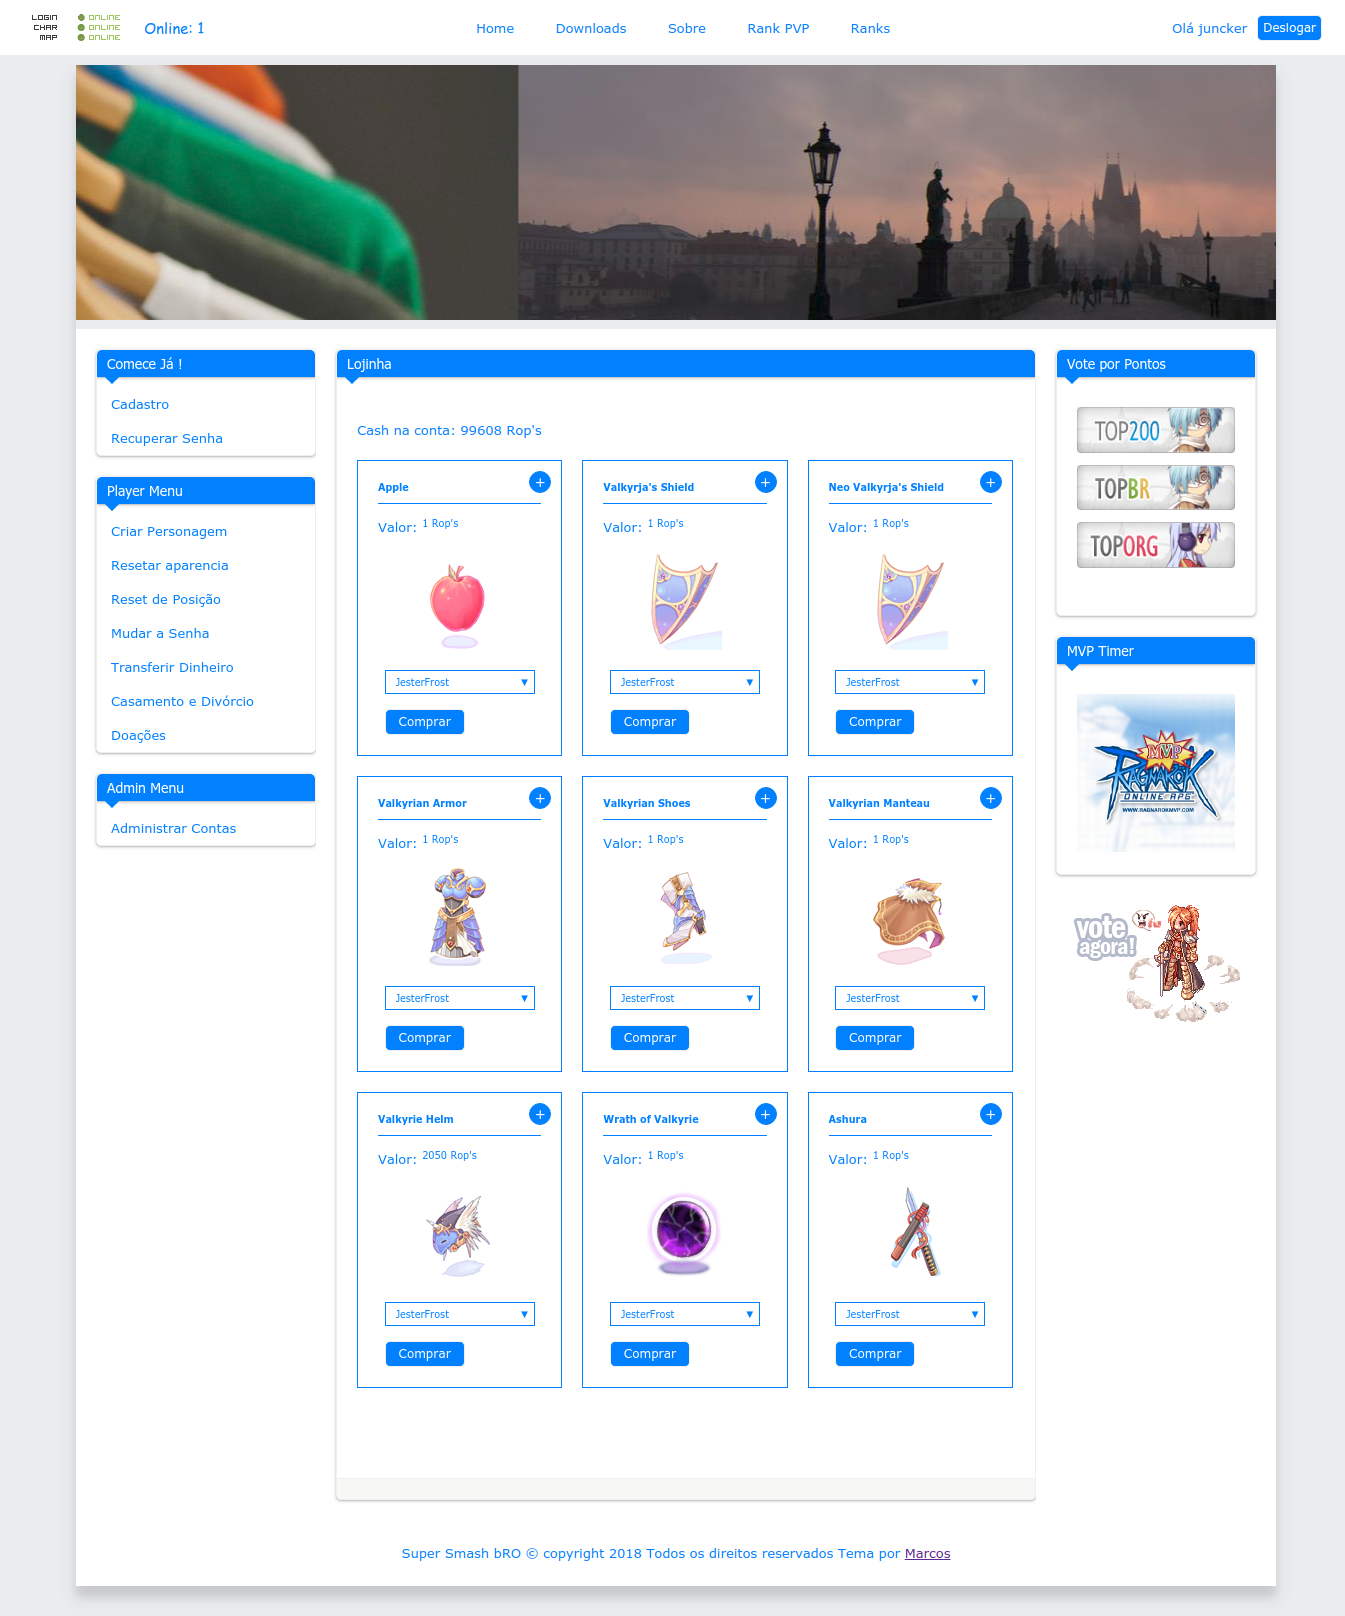 LOGIN ONLINE
CHAR ONLINE
MAP ONLINE
Online: 1
Home Downloads Sobre Rank PVP Ranks
Olá juncker Deslogar
Comece Já !
Cadastro
Recuperar Senha
Player Menu
Criar Personagem
Resetar aparencia
Reset de Posição
Mudar a Senha
Transferir Dinheiro
Casamento e Divórcio
Doações
Admin Menu
Administrar Contas
Lojinha
Cash na conta: 99608 Rop's
Apple +
Valor: 1 Rop's
JesterFrost ▼
Comprar
Valkyrja's Shield +
Valor: 1 Rop's
JesterFrost ▼
Comprar
Neo Valkyrja's Shield +
Valor: 1 Rop's
JesterFrost ▼
Comprar
Valkyrian Armor +
Valor: 1 Rop's
JesterFrost ▼
Comprar
Valkyrian Shoes +
Valor: 1 Rop's
JesterFrost ▼
Comprar
Valkyrian Manteau +
Valor: 1 Rop's
JesterFrost ▼
Comprar
Valkyrie Helm +
Valor: 2050 Rop's
JesterFrost ▼
Comprar
Wrath of Valkyrie +
Valor: 1 Rop's
JesterFrost ▼
Comprar
Ashura +
Valor: 1 Rop's
JesterFrost ▼
Comprar
Vote por Pontos
TOP200
TOPBR
TOPORG
MVP Timer
MVP
RAGNAROK
ONLINE RPG
WWW.RAGNAROKMVP.COM
vote
agora!
fu
Super Smash bRO © copyright 2018 Todos os direitos reservados Tema por Marcos